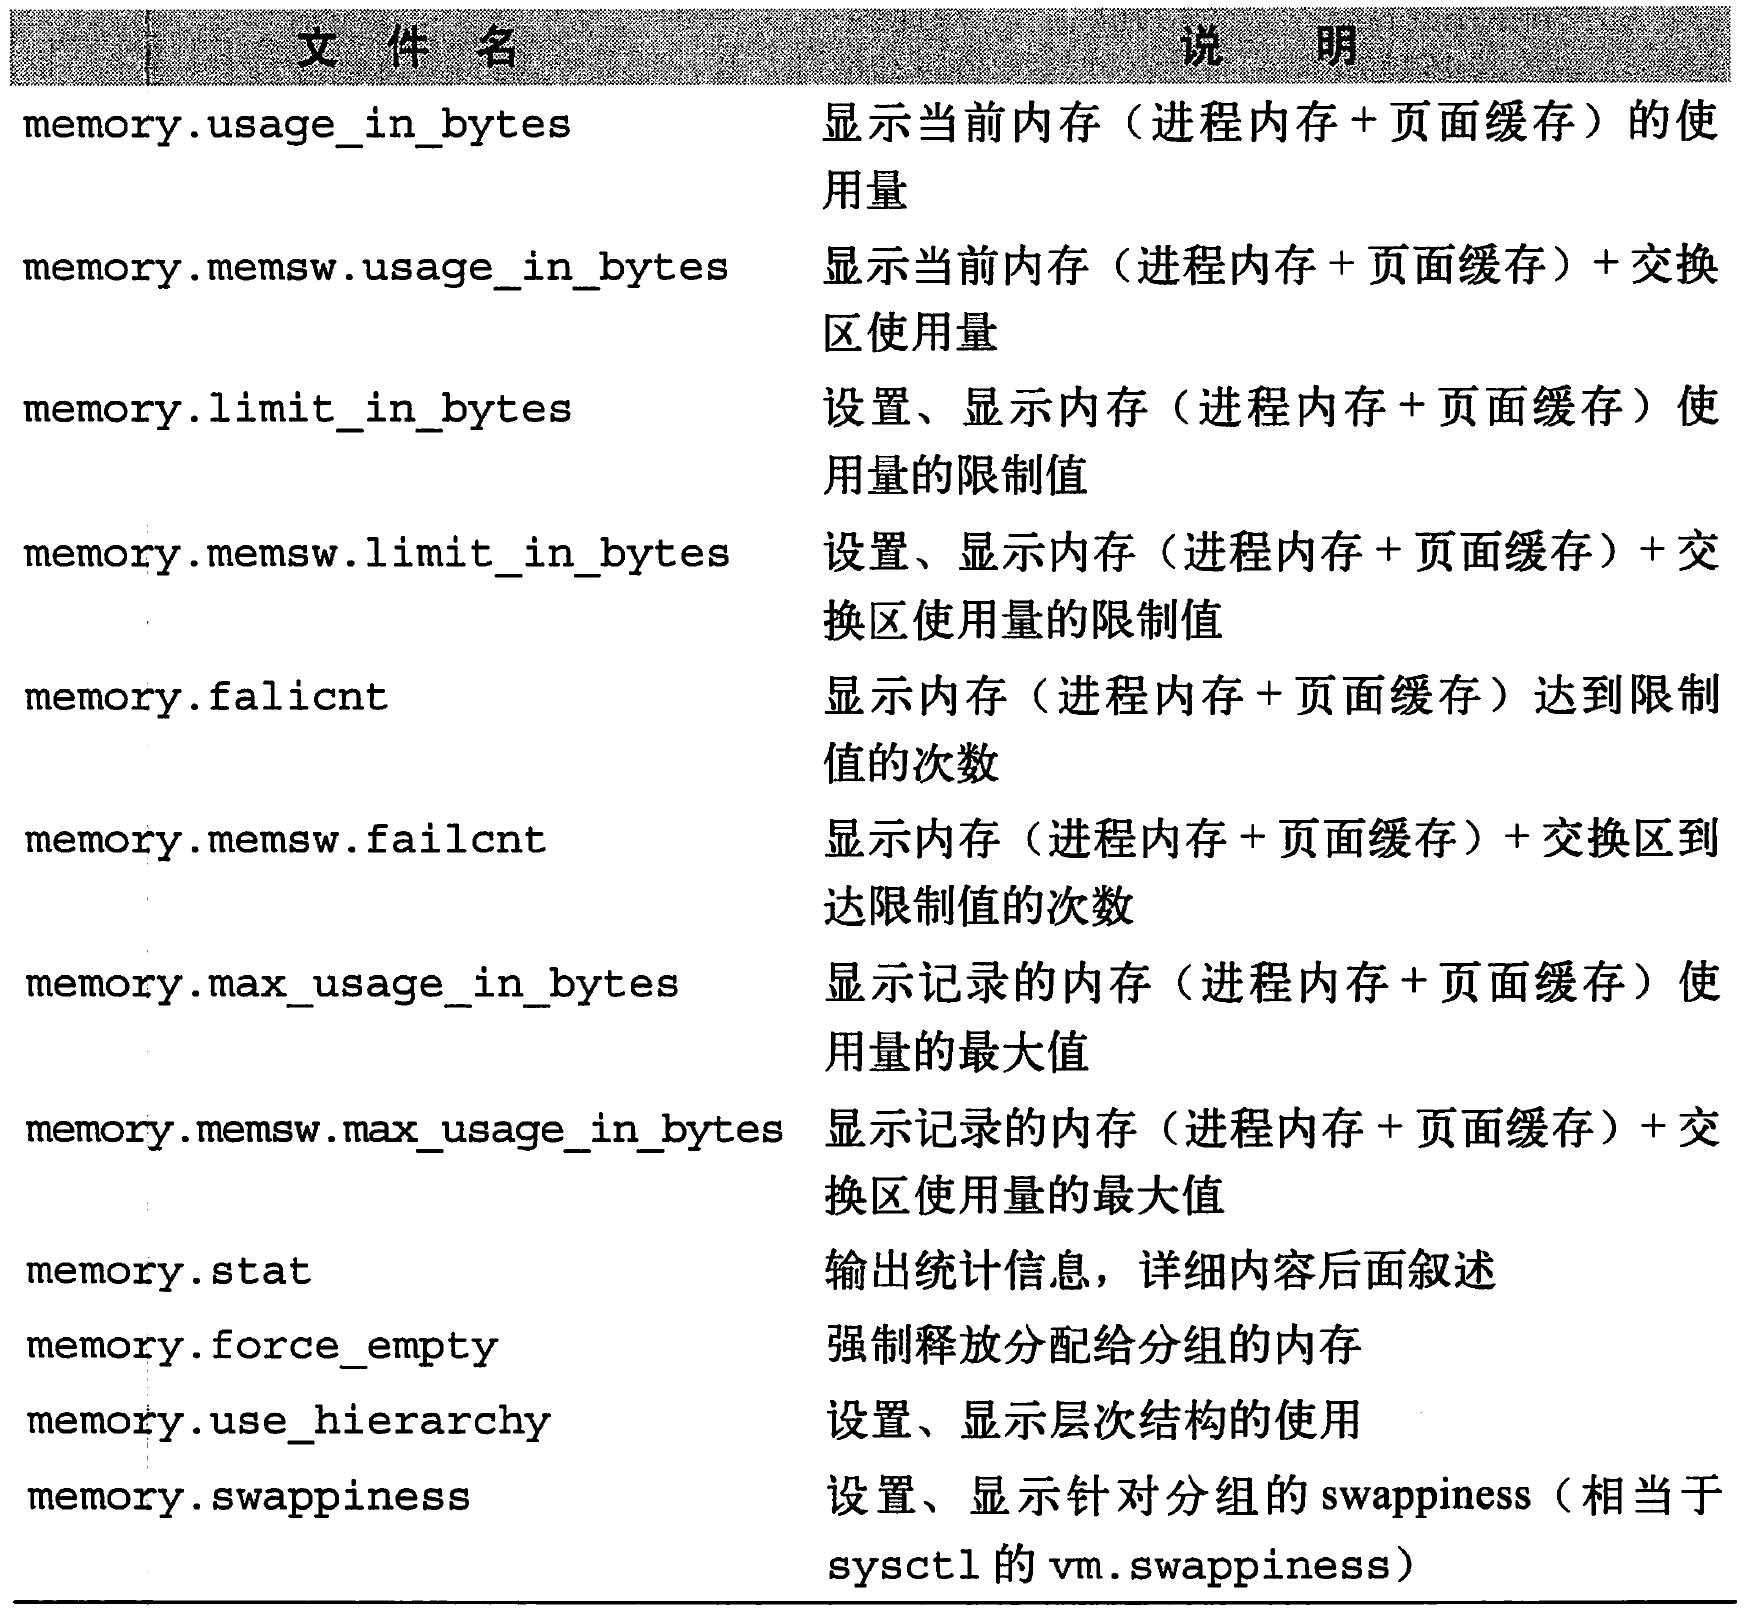 文件名 说明
memory.usage_in_bytes 显示当前内存（进程内存+页面缓存）的使
用量
memory.memsw.usage_in_bytes 显示当前内存（进程内存+页面缓存）+交换
区使用量
memory.limit_in_bytes 设置、显示内存（进程内存+页面缓存）使
用量的限制值
memory.memsw.limit_in_bytes 设置、显示内存（进程内存+页面缓存）+交
换区使用量的限制值
memory.falicnt 显示内存（进程内存+页面缓存）达到限制
值的次数
memory.memsw.failcnt 显示内存（进程内存+页面缓存）+交换区到
达限制值的次数
memory.max_usage_in_bytes 显示记录的内存（进程内存+页面缓存）使
用量的最大值
memory.memsw.max_usage_in_bytes 显示记录的内存（进程内存+页面缓存）+交
换区使用量的最大值
memory.stat 输出统计信息，详细内容后面叙述
memory.force_empty 强制释放分配给分组的内存
memory.use_hierarchy 设置、显示层次结构的使用
memory.swappiness 设置、显示针对分组的 swappiness（相当于
sysctl 的 vm.swappiness）